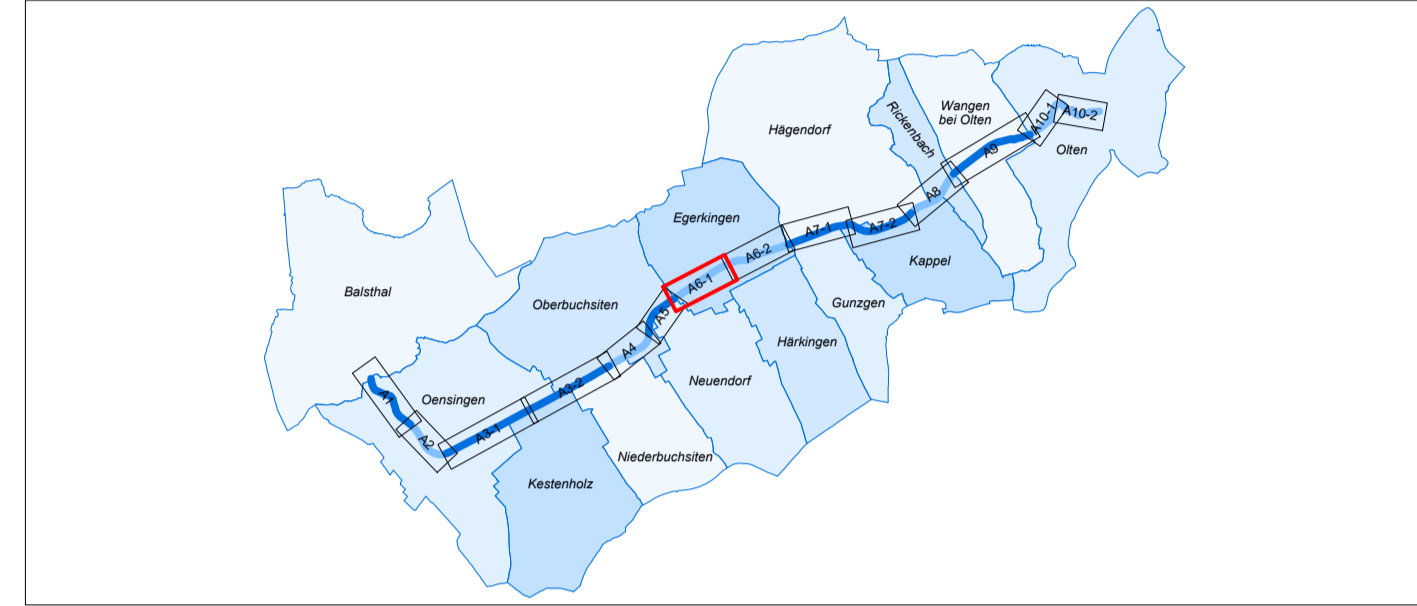 Hägendorf
Rickenbach
Wangen
bei Olten
A10-1
A10-2
Olten
A9
A8
Egerkingen
A7-1
A7-2
A6-2
A6-1
Kappel
Balsthal
Oberbuchsiten
Gunzgen
A5
Härkingen
A4
Neuendorf
A3-2
Oensingen
A1
A2
A3-1
Niederbuchsiten
Kestenholz